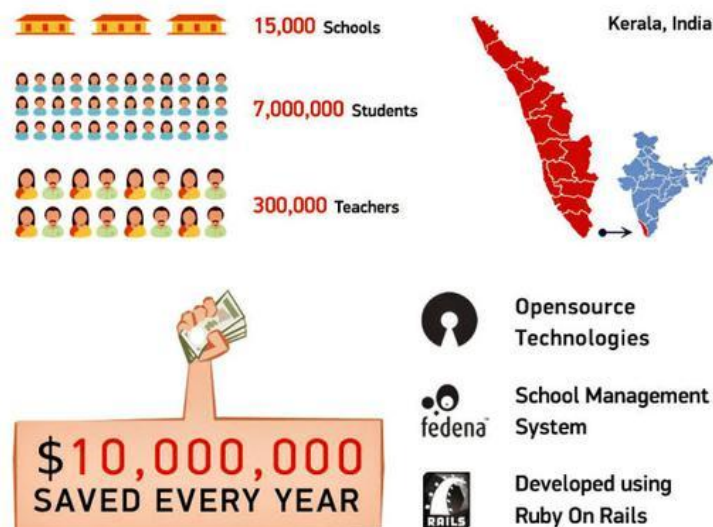 15,000 Schools
Kerala, India
7,000,000 Students
300,000 Teachers
$10,000,000
SAVED EVERY YEAR
Opensource
Technologies
fedena™
School Management
System
RAILS
Developed using
Ruby On Rails